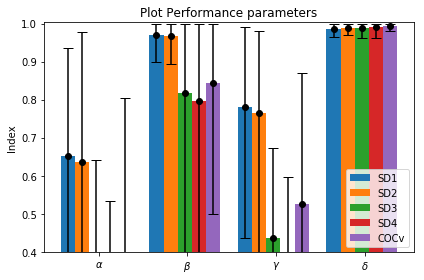 Plot Performance parameters
1.0
0.9
0.8
0.7
0.6
0.5
0.4
Index
α
β
γ
δ
SD1
SD2
SD3
SD4
COCv